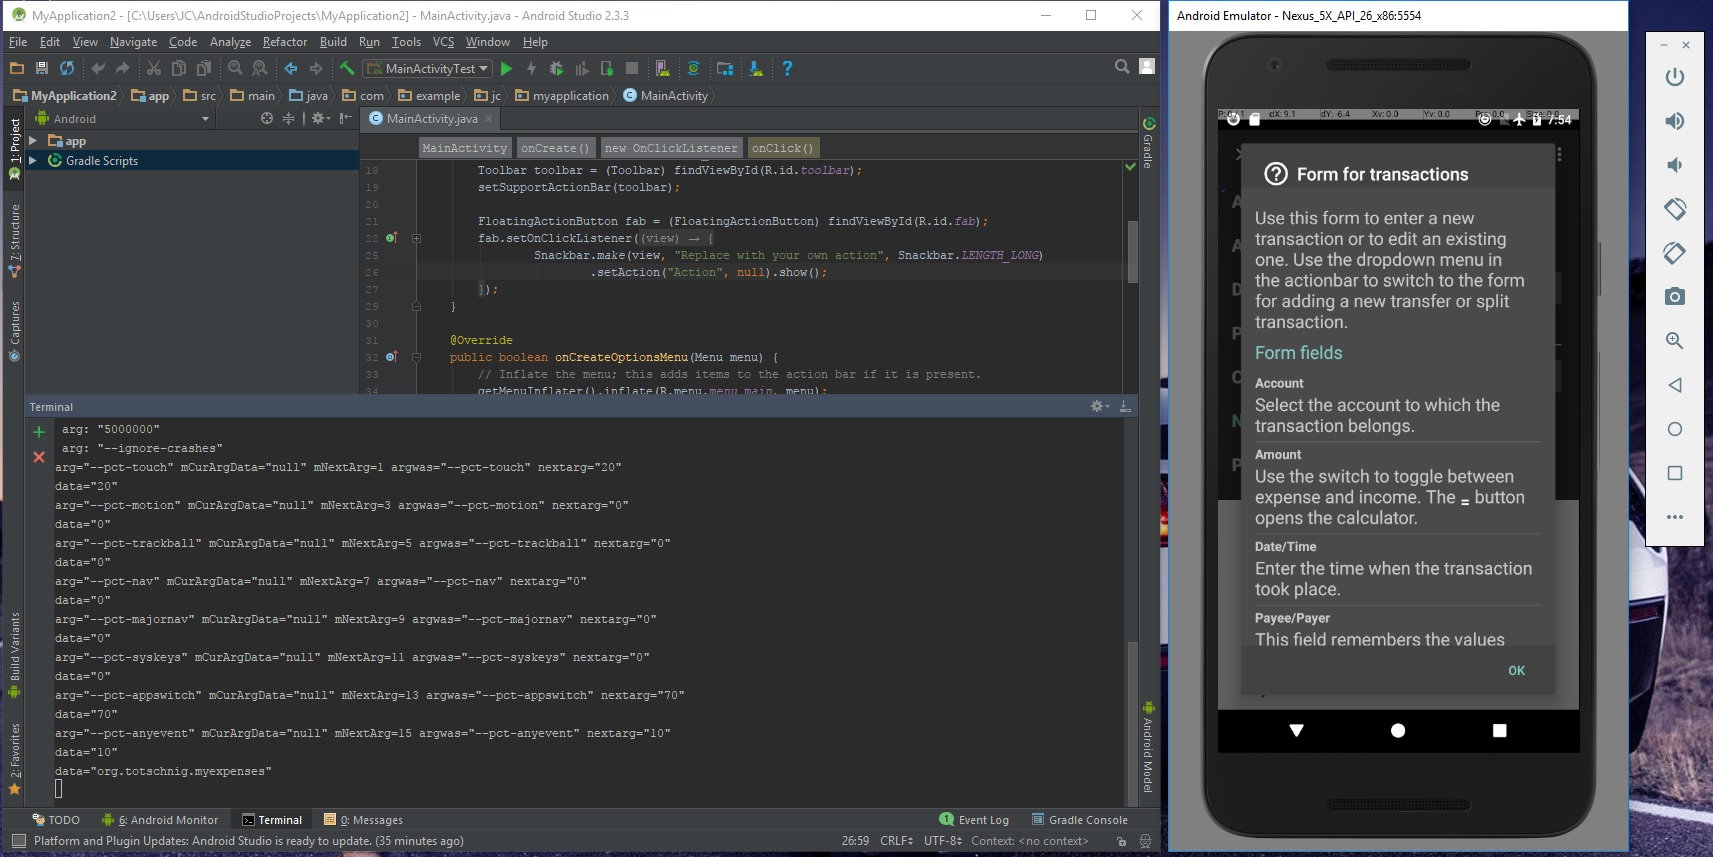 MyApplication2 - [C:\Users\JC\AndroidStudioProjects\MyApplication2] - MainActivity.java - Android Studio 2.3.3
File Edit View Navigate Code Analyze Refactor Build Run Tools VCS Window Help
MainActivityTest
MyApplication2 app src main java com example jc myapplication MainActivity
Android
MainActivity.java
1: Project
7: Structure
Captures
Build Variants
2: Favorites
app
Gradle Scripts
MainActivity onCreate() new OnClickListener onClick()
18 Toolbar toolbar = (Toolbar) findViewById(R.id.toolbar);
19 setSupportActionBar(toolbar);
20
21 FloatingActionButton fab = (FloatingActionButton) findViewById(R.id.fab);
22 fab.setOnClickListener((view) → {
25 Snackbar.make(view, "Replace with your own action", Snackbar.LENGTH_LONG)
26 .setAction("Action", null).show();
27 });
29 }
30
31 @Override
32 public boolean onCreateOptionsMenu(Menu menu) {
33 // Inflate the menu; this adds items to the action bar if it is present.
34 getMenuInflater().inflate(R.menu.menu_main, menu);
Gradle
Android Model
Terminal
arg: "5000000"
arg: "--ignore-crashes"
arg="--pct-touch" mCurArgData="null" mNextArg=1 argwas="--pct-touch" nextarg="20"
data="20"
arg="--pct-motion" mCurArgData="null" mNextArg=3 argwas="--pct-motion" nextarg="0"
data="0"
arg="--pct-trackball" mCurArgData="null" mNextArg=5 argwas="--pct-trackball" nextarg="0"
data="0"
arg="--pct-nav" mCurArgData="null" mNextArg=7 argwas="--pct-nav" nextarg="0"
data="0"
arg="--pct-majornav" mCurArgData="null" mNextArg=9 argwas="--pct-majornav" nextarg="0"
data="0"
arg="--pct-syskeys" mCurArgData="null" mNextArg=11 argwas="--pct-syskeys" nextarg="0"
data="0"
arg="--pct-appswitch" mCurArgData="null" mNextArg=13 argwas="--pct-appswitch" nextarg="70"
data="70"
arg="--pct-anyevent" mCurArgData="null" mNextArg=15 argwas="--pct-anyevent" nextarg="10"
data="10"
data="org.totschnig.myexpenses"
TODO 6: Android Monitor Terminal 0: Messages 1 Event Log Gradle Console
Platform and Plugin Updates: Android Studio is ready to update. (35 minutes ago) 26:59 CRLF UTF-8 Context: <no context>
Android Emulator - Nexus_5X_API_26_x86:5554
dX: 9.1 dY: -6.4 Xv: 0.0 Yv: 0.0
7:54
Form for transactions
Use this form to enter a new
transaction or to edit an existing
one. Use the dropdown menu in
the actionbar to switch to the form
for adding a new transfer or split
transaction.
Form fields
Account
Select the account to which the
transaction belongs.
Amount
Use the switch to toggle between
expense and income. The = button
opens the calculator.
Date/Time
Enter the time when the transaction
took place.
Payee/Payer
This field remembers the values
OK